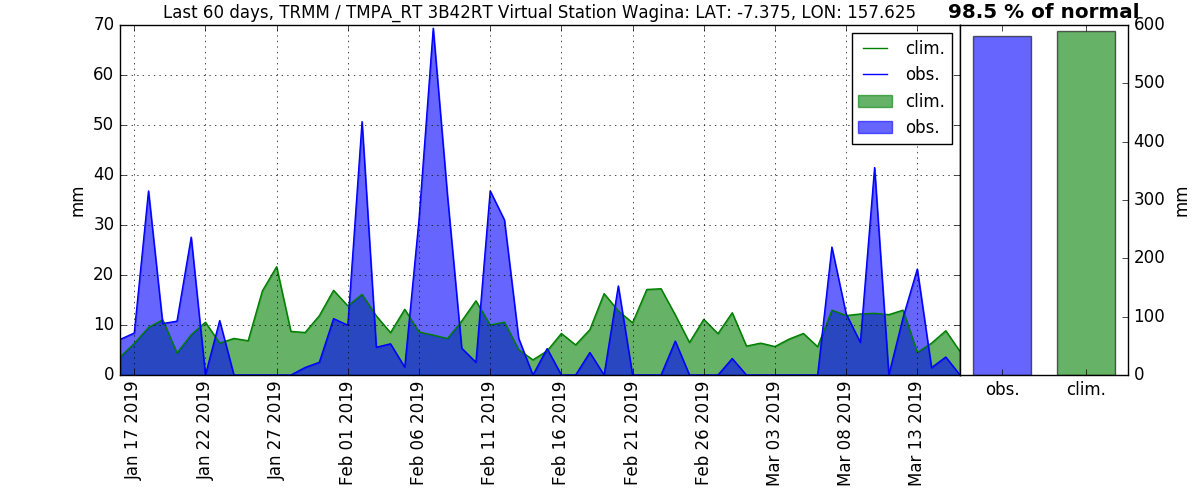 Last 60 days, TRMM / TMPA_RT 3B42RT Virtual Station Wagina: LAT: -7.375, LON: 157.625
98.5 % of normal
70
60
50
40
30
20
10
0
mm
clim.
obs.
clim.
obs.
Jan 17 2019
Jan 22 2019
Jan 27 2019
Feb 01 2019
Feb 06 2019
Feb 11 2019
Feb 16 2019
Feb 21 2019
Feb 26 2019
Mar 03 2019
Mar 08 2019
Mar 13 2019
600
500
400
300
200
100
0
mm
obs.
clim.